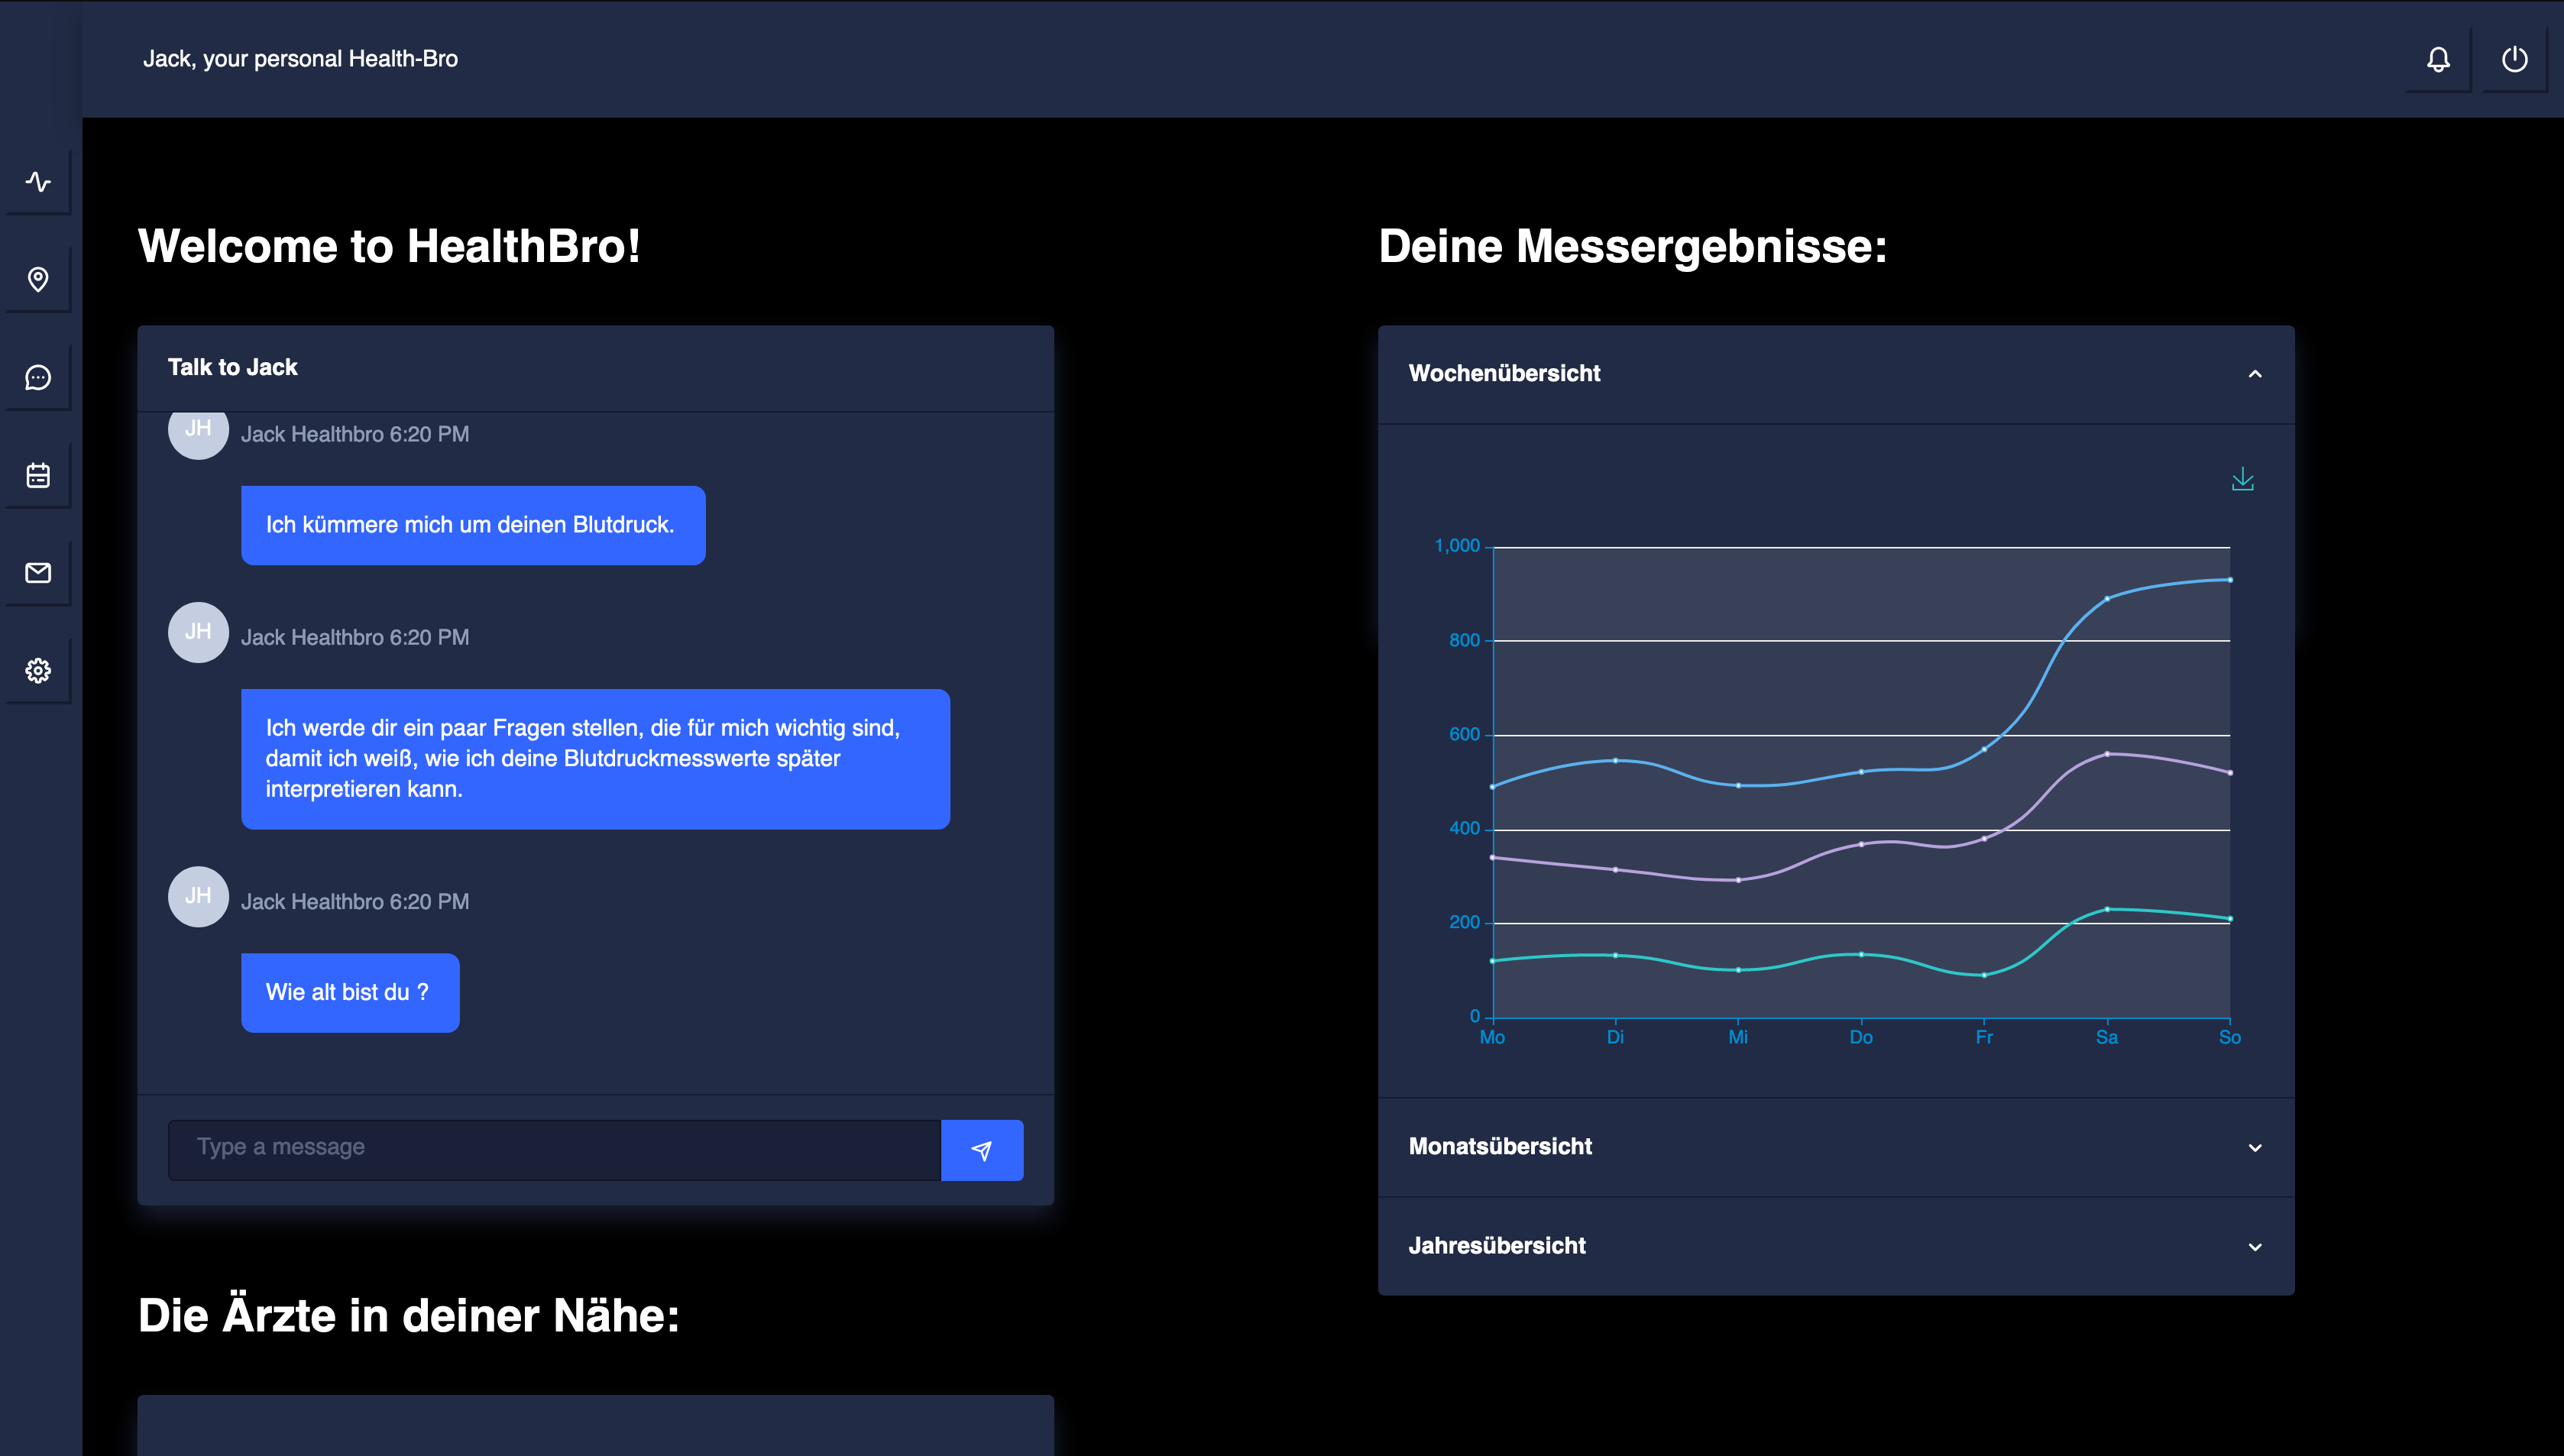 Jack, your personal Health-Bro
Welcome to HealthBro!
Talk to Jack
JH
Jack Healthbro 6:20 PM
Ich kümmere mich um deinen Blutdruck.
JH
Jack Healthbro 6:20 PM
Ich werde dir ein paar Fragen stellen, die für mich wichtig sind,
damit ich weiß, wie ich deine Blutdruckmesswerte später
interpretieren kann.
JH
Jack Healthbro 6:20 PM
Wie alt bist du ?
Type a message
Die Ärzte in deiner Nähe:
Deine Messergebnisse:
Wochenübersicht
1,000
800
600
400
200
0
Mo Di Mi Do Fr Sa So
Monatsübersicht
Jahresübersicht